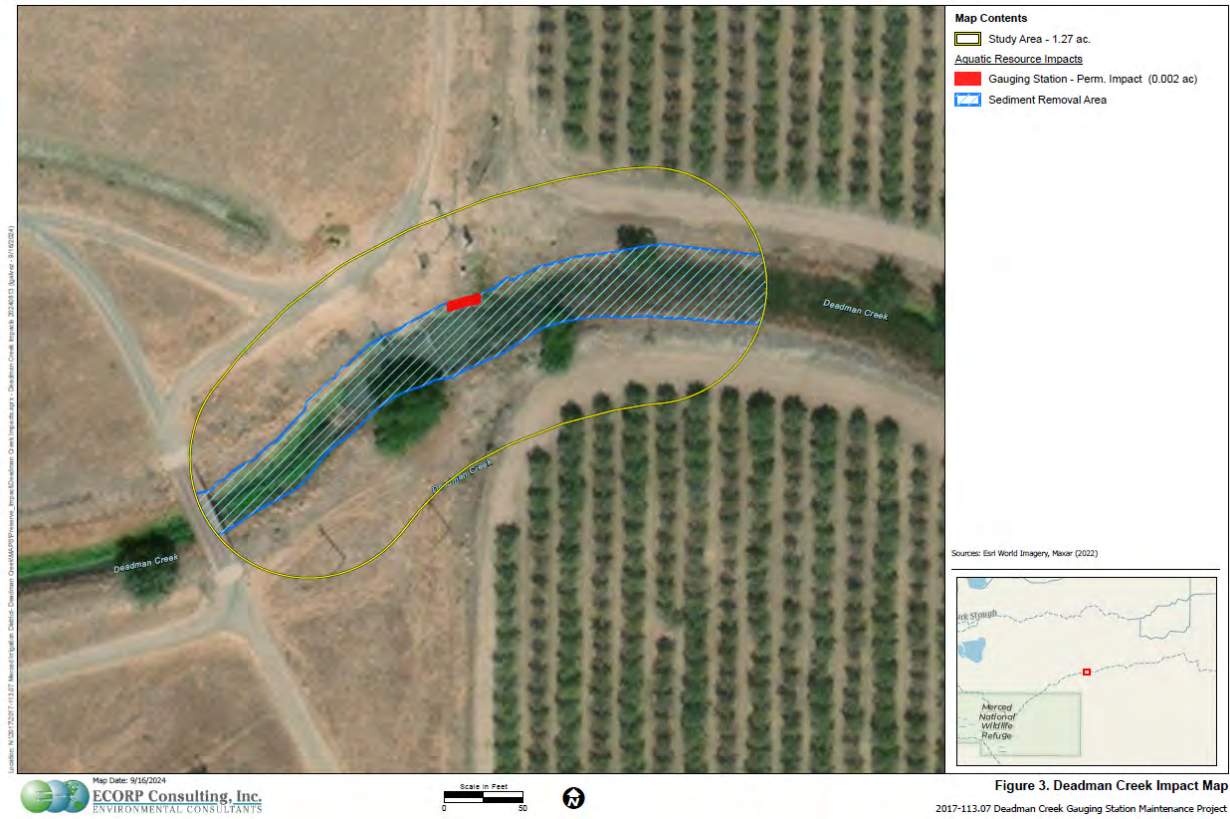 Map Contents
Study Area - 1.27 ac.
Aquatic Resource Impacts
Gauging Station - Perm. Impact (0.002 ac)
Sediment Removal Area
Deadman Creek
Deadman Creek
Deadman Creek
Sources: Esri World Imagery, Maxar (2022)
Slough
Merced
National
Wildlife
Refuge
Map Date: 9/16/2024
ECORP Consulting, Inc.
ENVIRONMENTAL CONSULTANTS
Scale in Feet
0 50
N
Figure 3. Deadman Creek Impact Map
2017-113.07 Deadman Creek Gauging Station Maintenance Project